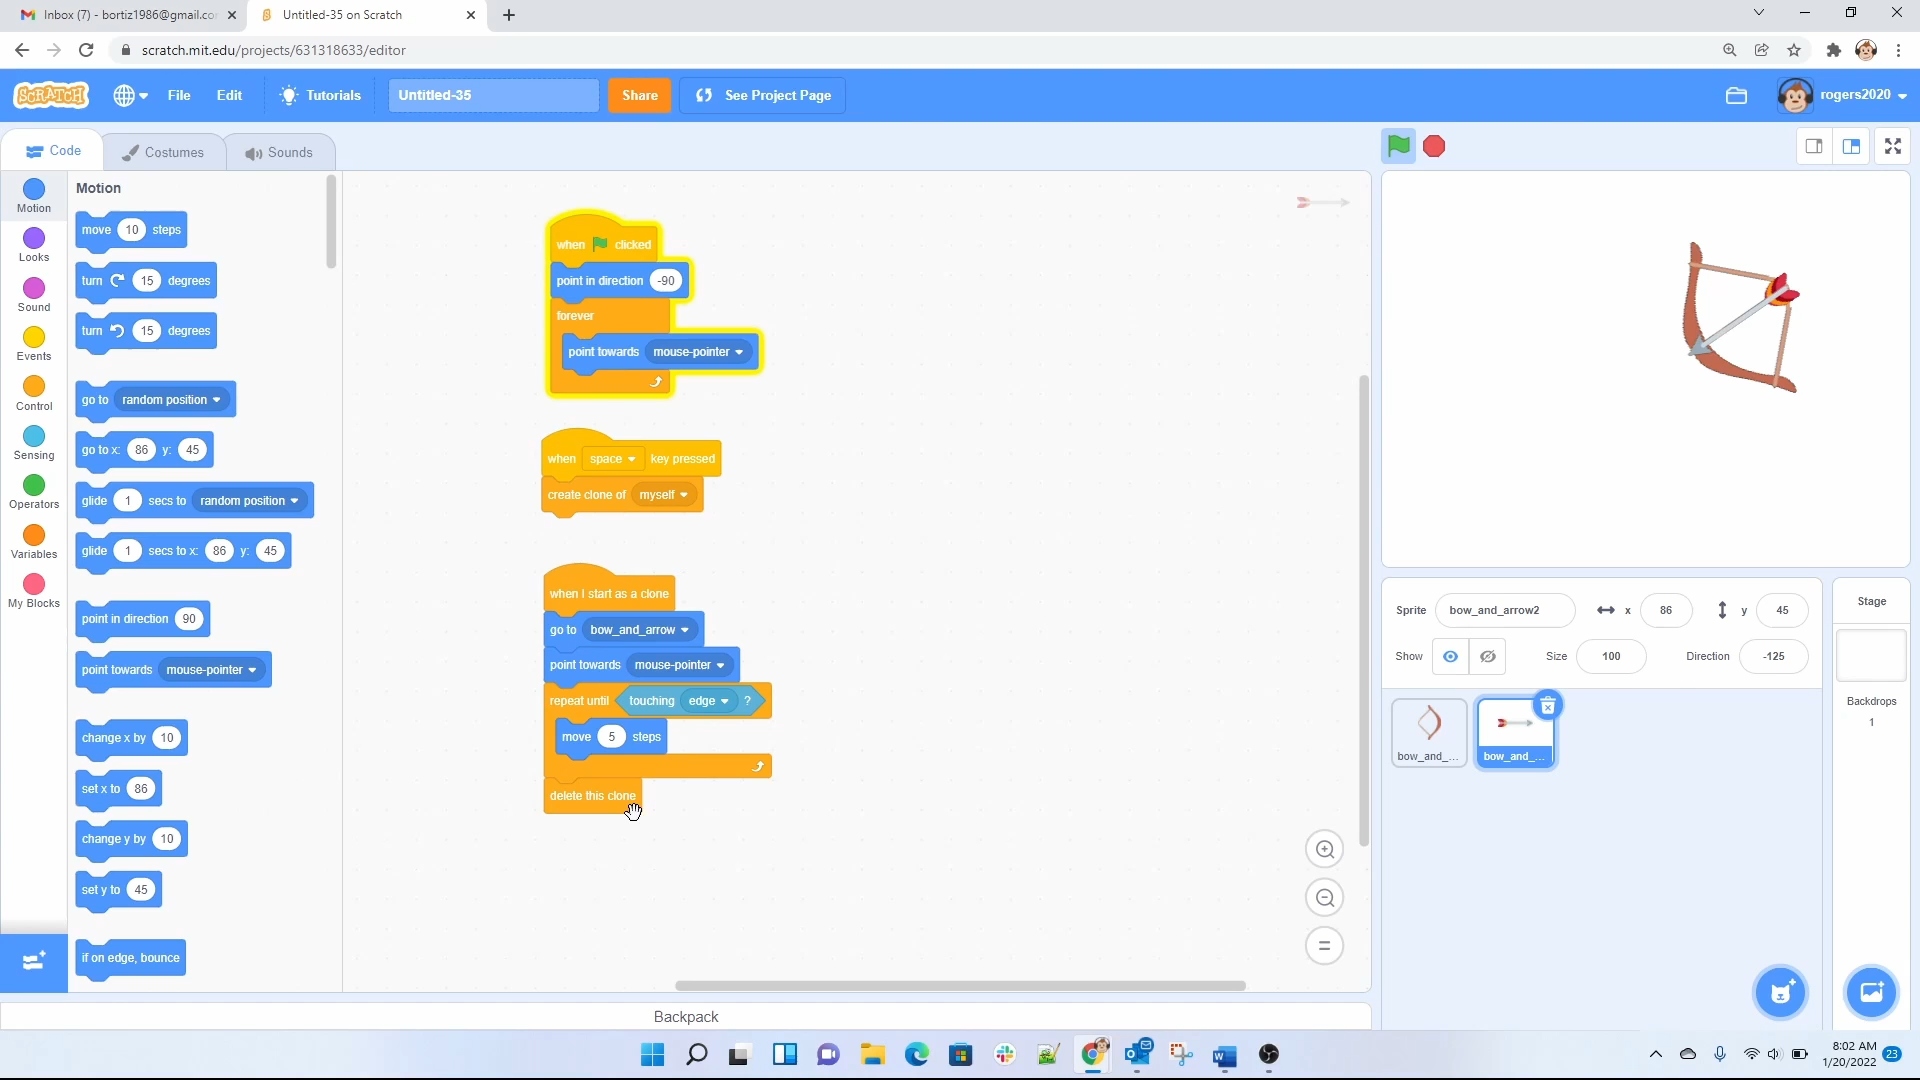 Inbox (7) - bortiz1986@gmail.co
Untitled-35 on Scratch
scratch.mit.edu/projects/631318633/editor
SCRATCH
File
Edit
Tutorials
Untitled-35
Share
See Project Page
rogers2020
Code
Costumes
Sounds
Motion
Looks
Sound
Events
Control
Sensing
Operators
Variables
My Blocks
Motion
move 10 steps
turn 15 degrees
turn 15 degrees
go to random position
go to x: 86 y: 45
glide 1 secs to random position
glide 1 secs to x: 86 y: 45
point in direction 90
point towards mouse-pointer
change x by 10
set x to 86
change y by 10
set y to 45
if on edge, bounce
when clicked
point in direction -90
forever
point towards mouse-pointer
when space key pressed
create clone of myself
when I start as a clone
go to bow_and_arrow
point towards mouse-pointer
repeat until touching edge ?
move 5 steps
delete this clone
Backpack
Sprite bow_and_arrow2 x 86 y 45
Show Size 100 Direction -125
bow_and_...
bow_and_...
Stage
Backdrops
1
8:02 AM
1/20/2022
23